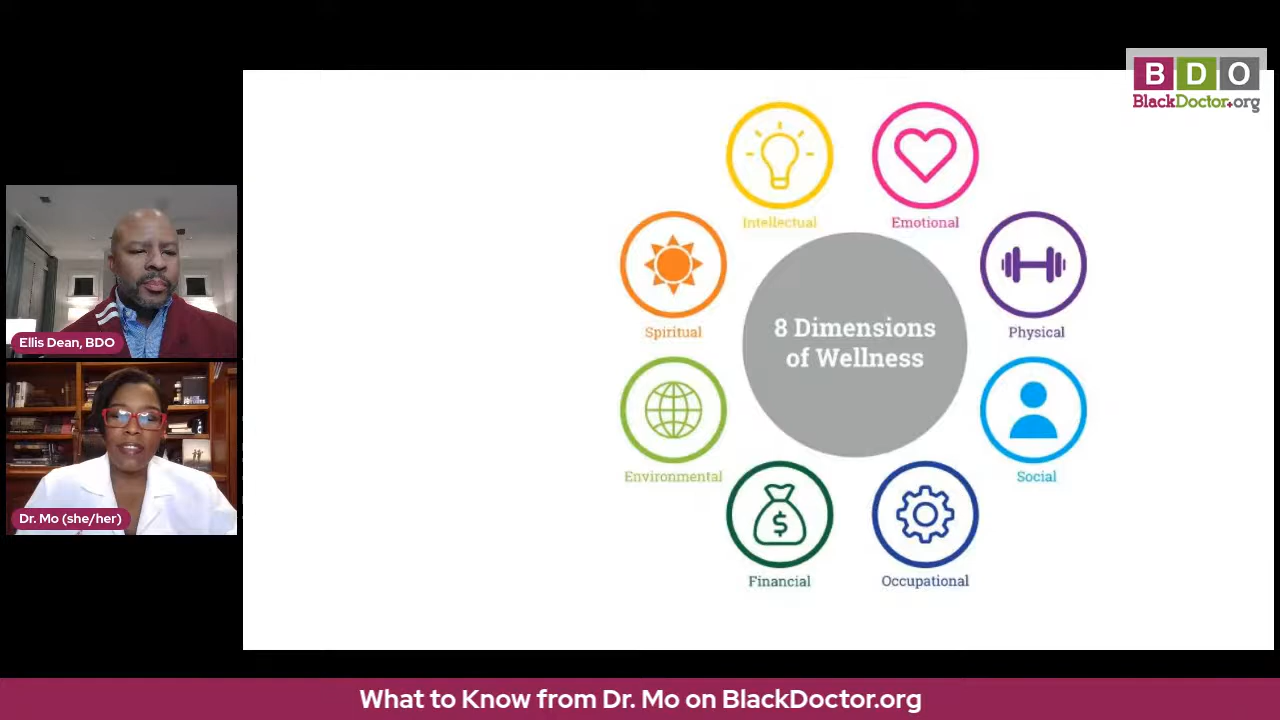 B D O
BlackDoctor.org
Intellectual
Emotional
Spiritual
Physical
8 Dimensions
of Wellness
Ellis Dean, BDO
Environmental
Social
$
Dr. Mo (she/her)
Financial
Occupational
What to Know from Dr. Mo on BlackDoctor.org